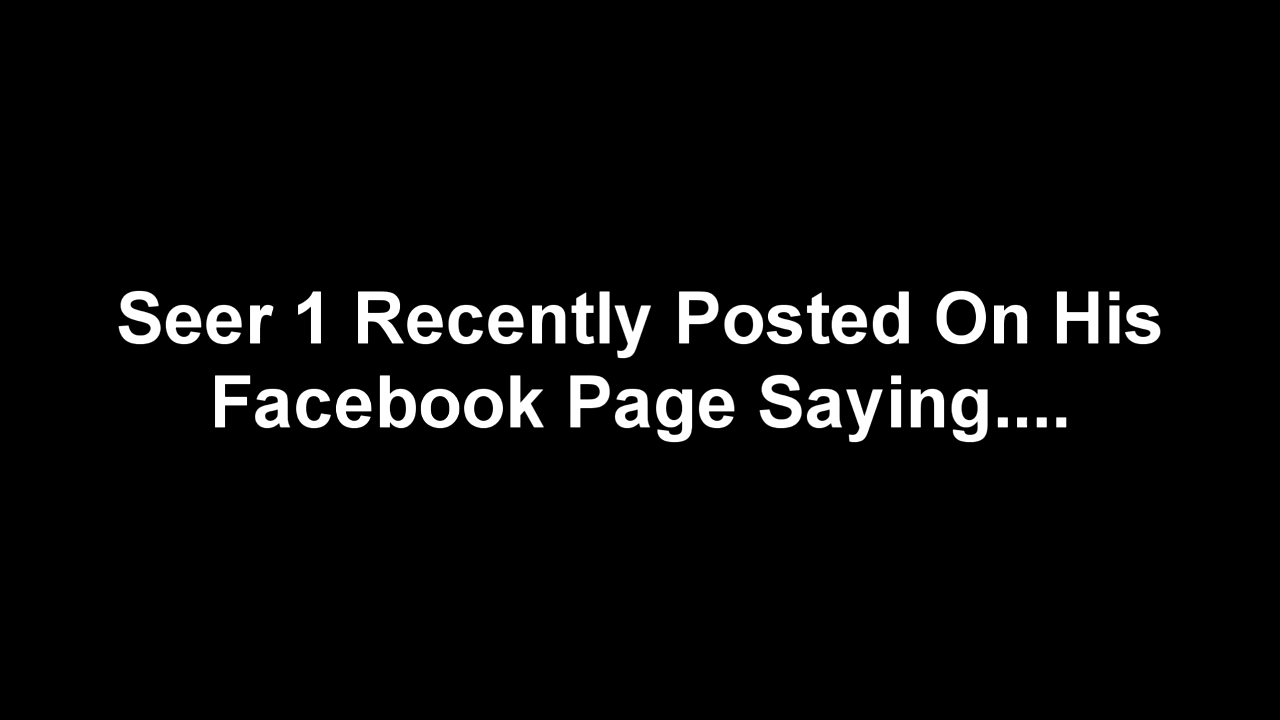 Seer 1 Recently Posted On His
Facebook Page Saying....